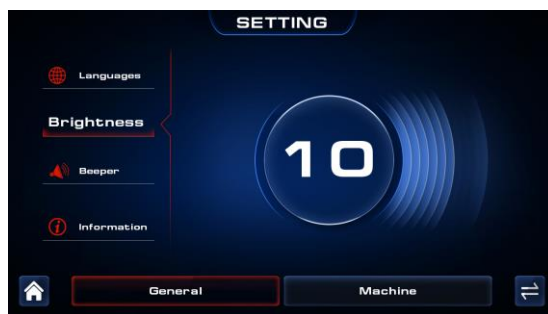 SETTING
Languages
Brightness
Beeper
Information
10
General
Machine